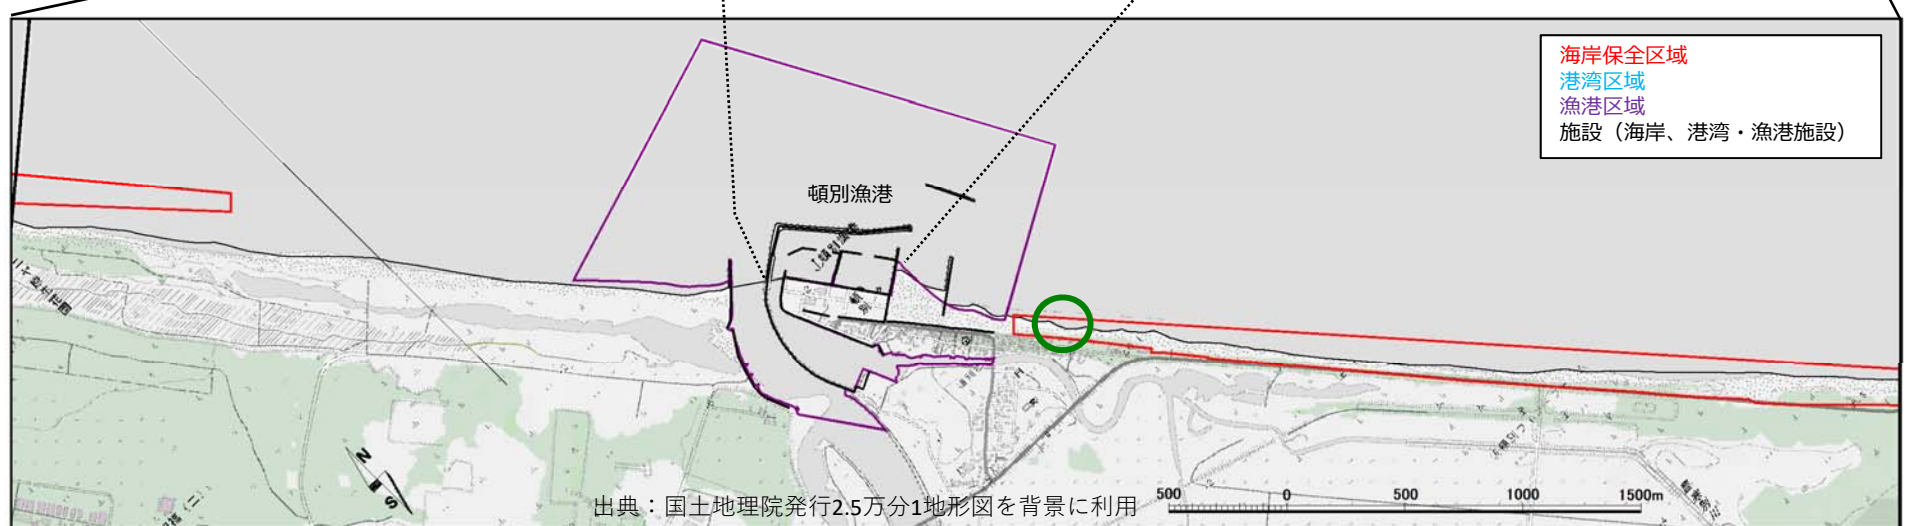 海岸保全区域
港湾区域
漁港区域
施設（海岸、港湾・漁港施設）
頓別漁港
頓別
N
S
出典：国土地理院発行2.5万分1地形図を背景に利用
500 0 500 1000 1500m